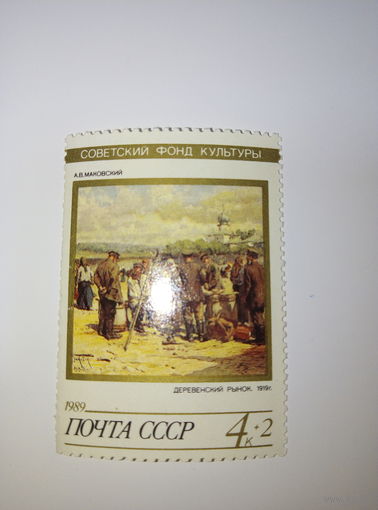 СОВЕТСКИЙ ФОНД КУЛЬТУРЫ
А.В.МАКОВСКИЙ
ДЕРЕВЕНСКИЙ РЫНОК. 1919г.
1989
ПОЧТА СССР 4к+2